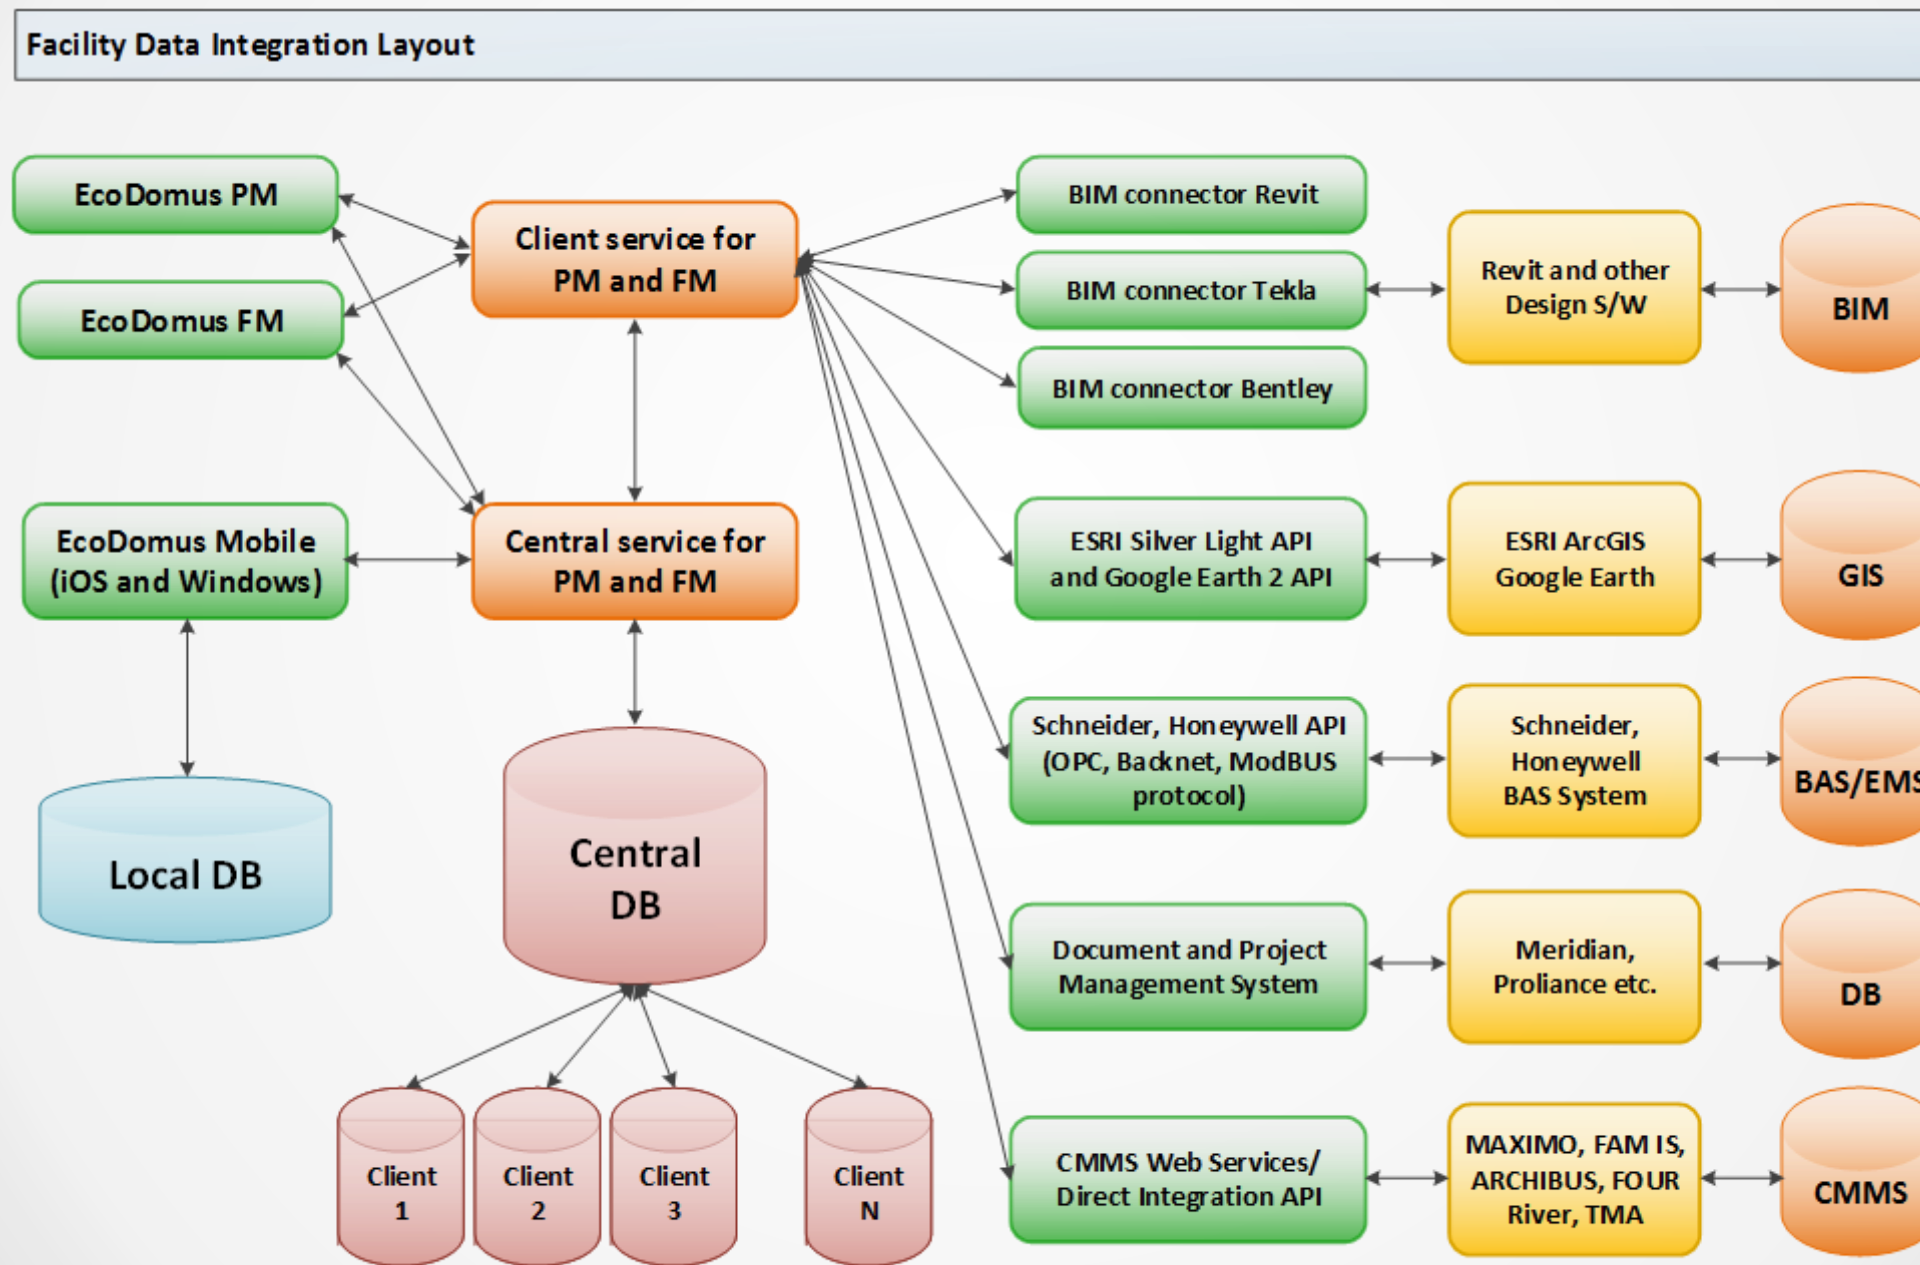 Facility Data Integration Layout
EcoDomus PM
EcoDomus FM
EcoDomus Mobile
(iOS and Windows)
Local DB
Client service for
PM and FM
Central service for
PM and FM
Central
DB
Client
1
Client
2
Client
3
Client
N
BIM connector Revit
BIM connector Tekla
BIM connector Bentley
Revit and other
Design S/W
BIM
ESRI Silver Light API
and Google Earth 2 API
ESRI ArcGIS
Google Earth
GIS
Schneider, Honeywell API
(OPC, Backnet, ModBUS
protocol)
Schneider,
Honeywell
BAS System
BAS/EMS
Document and Project
Management System
Meridian,
Proliance etc.
DB
CMMS Web Services/
Direct Integration API
MAXIMO, FAM IS,
ARCHIBUS, FOUR
River, TMA
CMMS